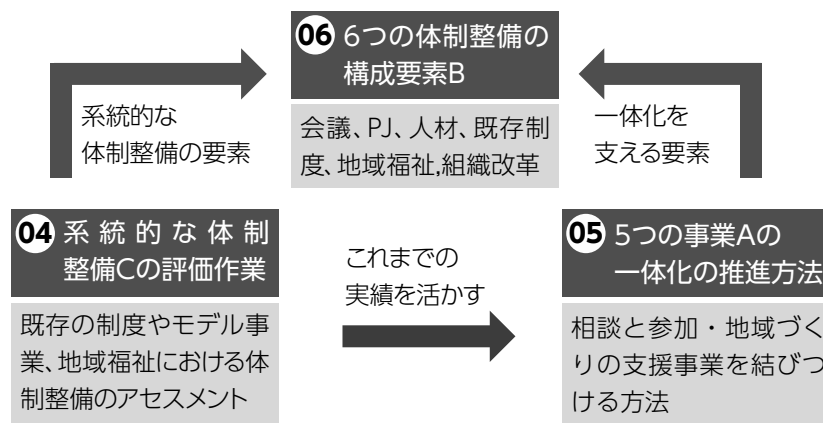 06 6つの体制整備の
構成要素B
会議、PJ、人材、既存制
度、地域福祉,組織改革
系統的な
体制整備の要素
一体化を
支える要素
04 系統的な体制
整備Cの評価作業
既存の制度やモデル事
業、地域福祉における体
制整備のアセスメント
これまでの
実績を活かす
05 5つの事業Aの
一体化の推進方法
相談と参加・地域づく
りの支援事業を結びつ
ける方法